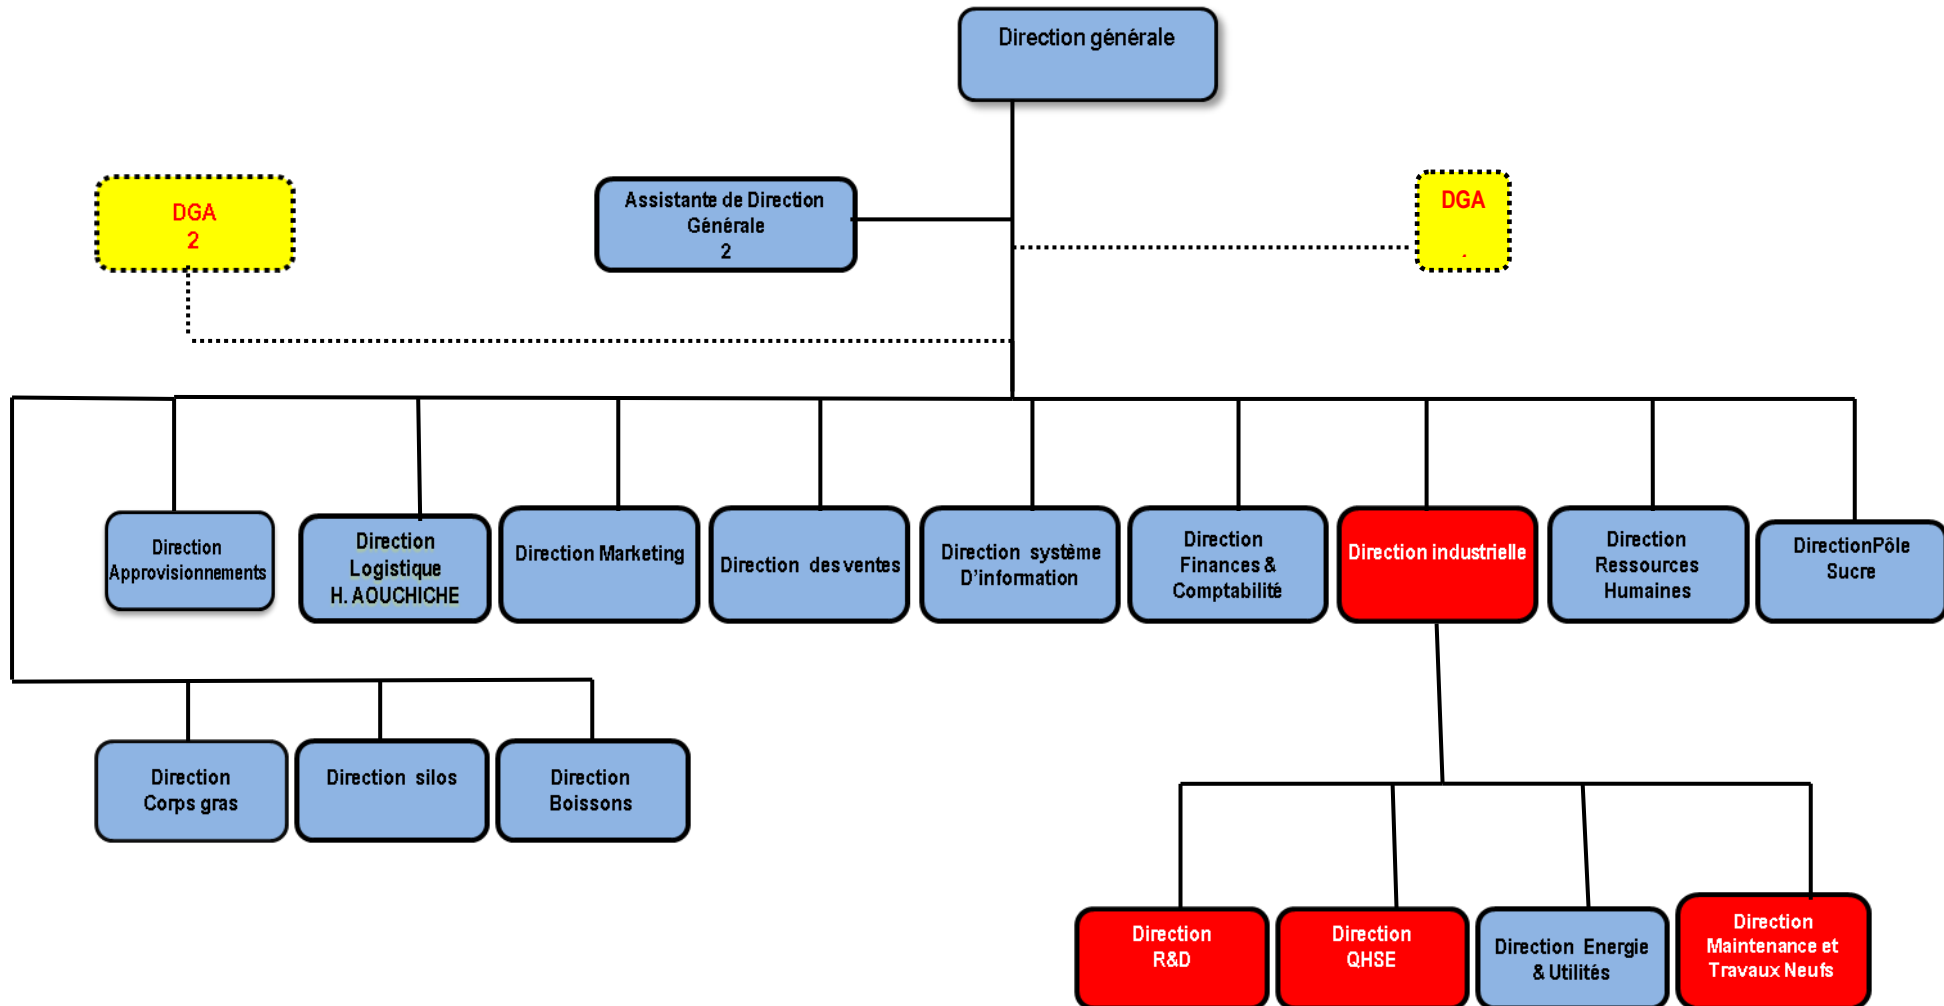 Direction générale
DGA
2
Assistante de Direction
Générale
2
DGA
Direction
Approvisionnements
Direction
Logistique
H. AOUCHICHE
Direction Marketing
Direction des ventes
Direction système
D'information
Direction
Finances &
Comptabilité
Direction industrielle
Direction
Ressources
Humaines
DirectionPôle
Sucre
Direction
Corps gras
Direction silos
Direction
Boissons
Direction
R&D
Direction
QHSE
Direction Energie
& Utilités
Direction
Maintenance et
Travaux Neufs